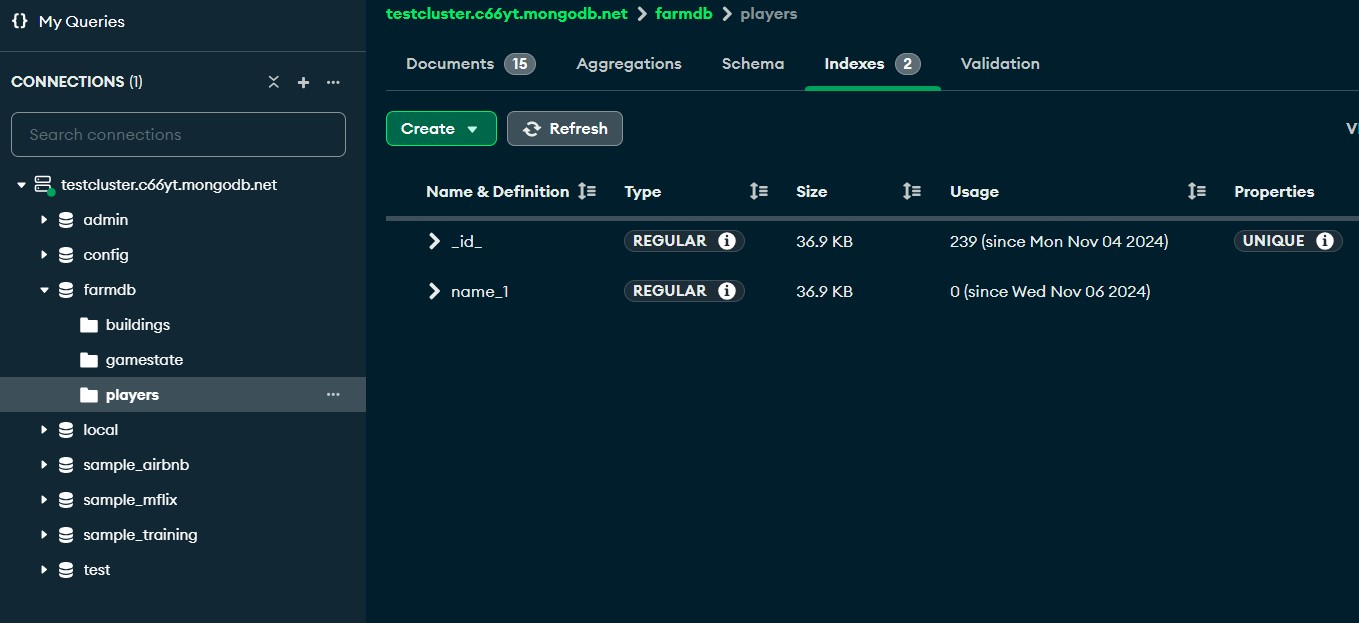 {} My Queries
CONNECTIONS (1)
Search connections
testcluster.c66yt.mongodb.net
admin
config
farmdb
buildings
gamestate
players
local
sample_airbnb
sample_mflix
sample_training
test
testcluster.c66yt.mongodb.net > farmdb > players
Documents 15 Aggregations Schema Indexes 2 Validation
Create Refresh
Name & Definition Type Size Usage Properties
_id_ REGULAR 36.9 KB 239 (since Mon Nov 04 2024) UNIQUE
name_1 REGULAR 36.9 KB 0 (since Wed Nov 06 2024)